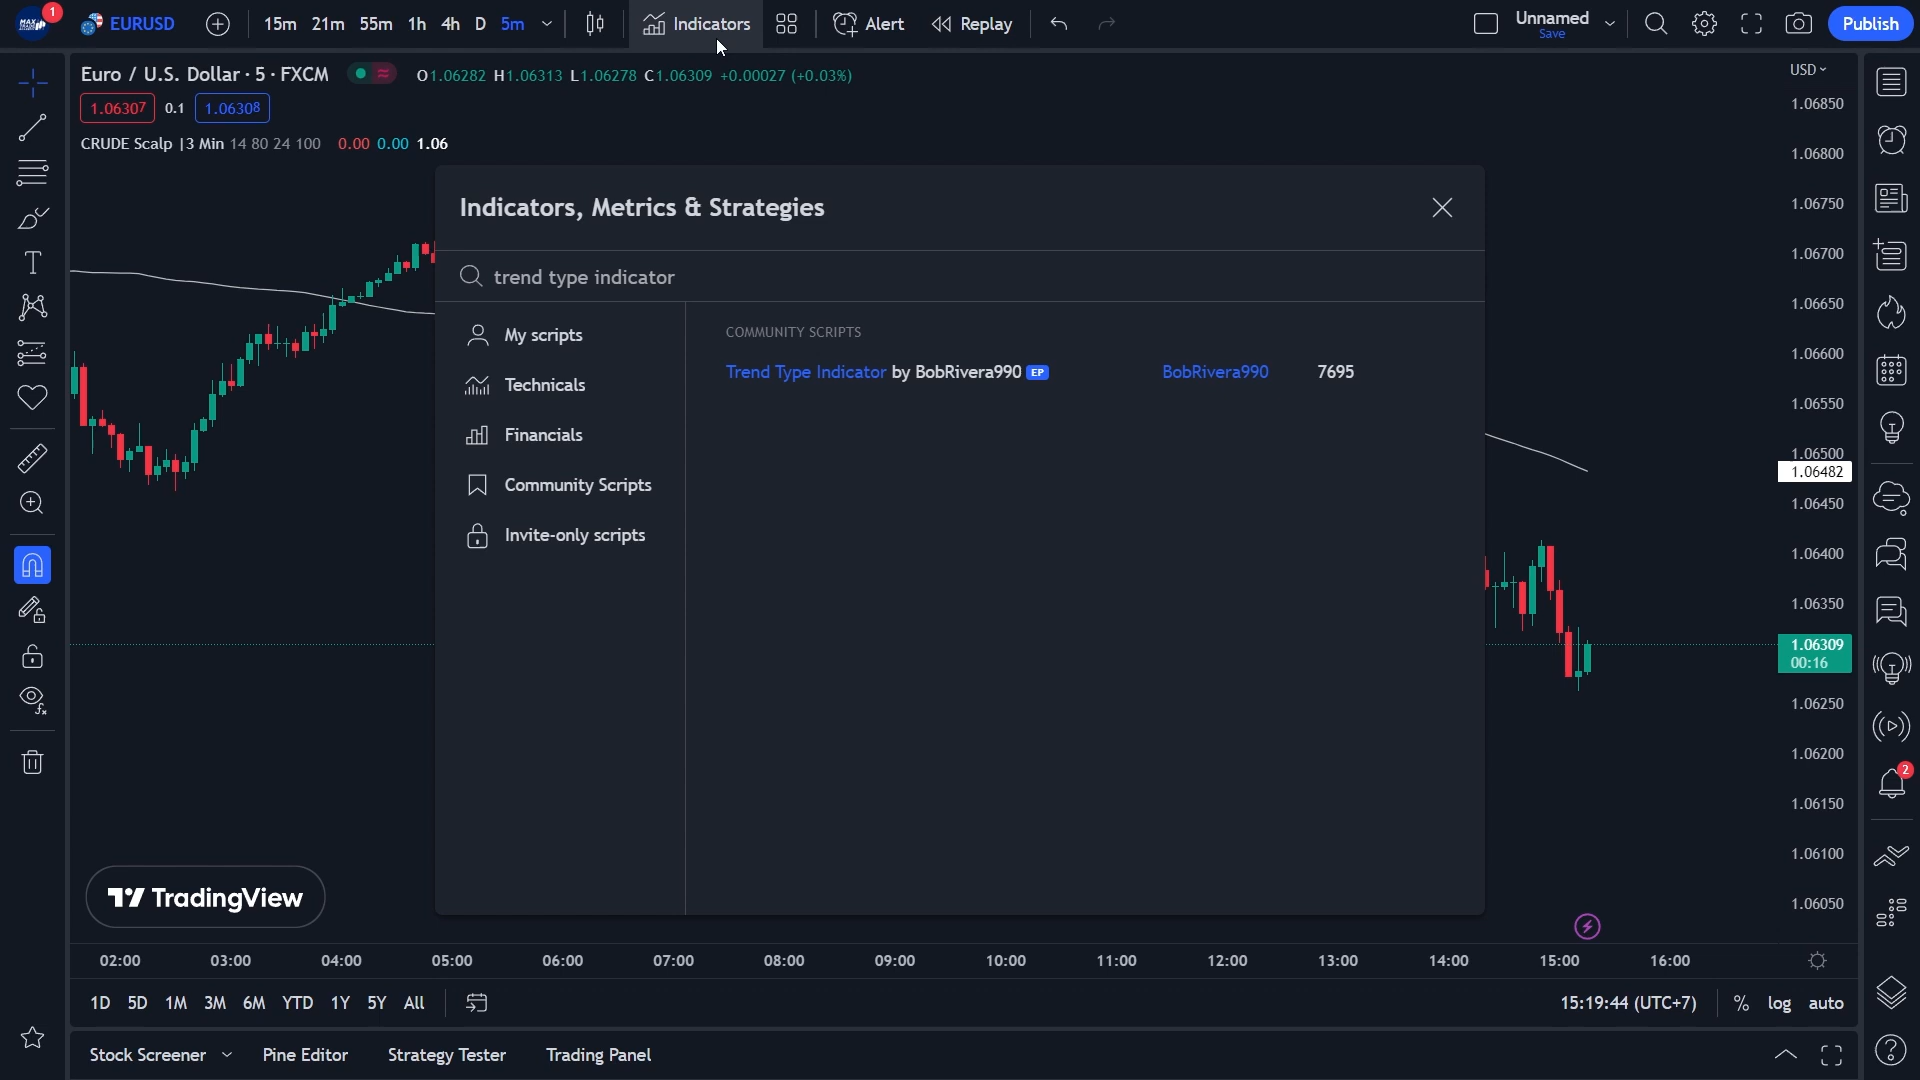 MAX
1
EURUSD
15m 21m 55m 1h 4h D 5m
Indicators
Alert
Replay
Unnamed
Save
Publish
Euro / U.S. Dollar · 5 · FXCM
O1.06282 H1.06313 L1.06278 C1.06309 +0.00027 (+0.03%)
USD
1.06307 0.1 1.06308
CRUDE Scalp |3 Min 14 80 24 100 0.00 0.00 1.06
Indicators, Metrics & Strategies
trend type indicator
My scripts
Technicals
Financials
Community Scripts
Invite-only scripts
COMMUNITY SCRIPTS
Trend Type Indicator by BobRivera990 EP BobRivera990 7695
1.06850
1.06800
1.06750
1.06700
1.06650
1.06600
1.06550
1.06500
1.06482
1.06450
1.06400
1.06350
1.06309
00:16
1.06250
1.06200
1.06150
1.06100
1.06050
2
TradingView
02:00 03:00 04:00 05:00 06:00 07:00 08:00 09:00 10:00 11:00 12:00 13:00 14:00 15:00 16:00
1D 5D 1M 3M 6M YTD 1Y 5Y All
15:19:44 (UTC+7) % log auto
Stock Screener Pine Editor Strategy Tester Trading Panel